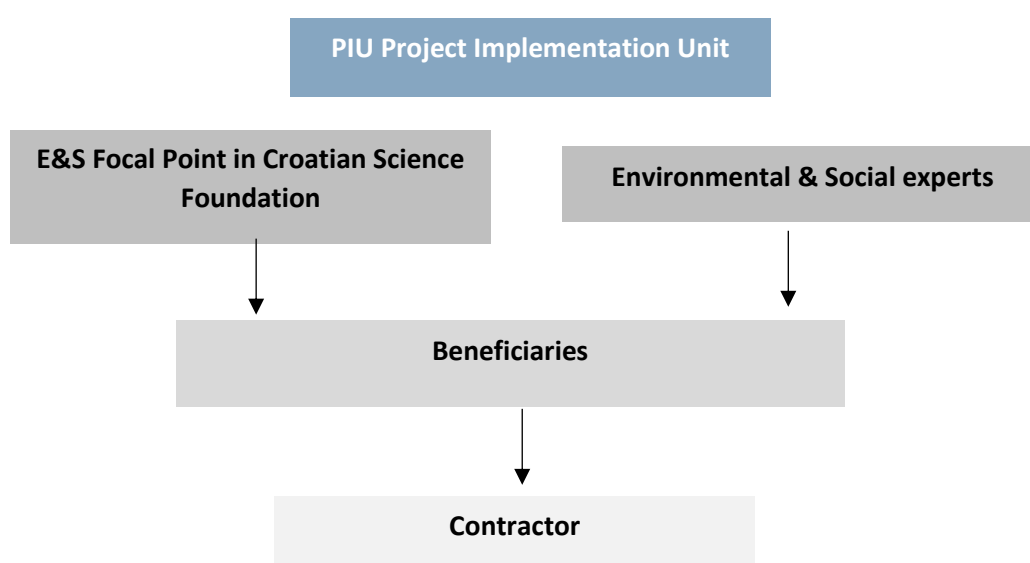 PIU Project Implementation Unit
E&S Focal Point in Croatian Science
Foundation
Environmental & Social experts
Beneficiaries
Contractor